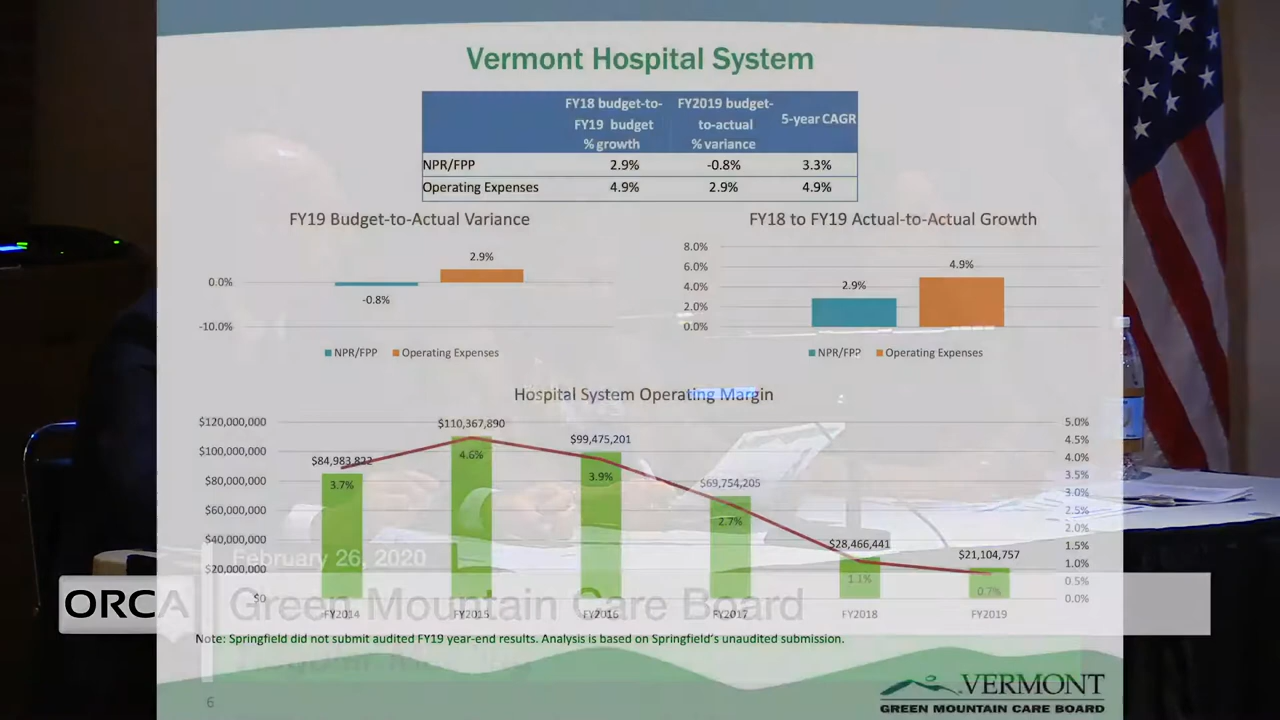 Vermont Hospital System
FY18 budget-to-FY19 budget % growth
FY2019 budget-to-actual % variance
5-year CAGR
NPR/FPP 2.9% -0.8% 3.3%
Operating Expenses 4.9% 2.9% 4.9%
FY19 Budget-to-Actual Variance
2.9%
0.0%
-0.8%
-10.0%
NPR/FPP Operating Expenses
FY18 to FY19 Actual-to-Actual Growth
8.0%
6.0%
4.9%
4.0%
2.9%
2.0%
0.0%
NPR/FPP Operating Expenses
Hospital System Operating Margin
$120,000,000
$100,000,000
$80,000,000
$60,000,000
$40,000,000
$20,000,000
$0
$84,983,822
3.7%
$110,367,890
4.6%
$99,475,201
3.9%
$69,754,205
2.7%
$28,466,441
1.1%
$21,104,757
0.7%
5.0%
4.5%
4.0%
3.5%
3.0%
2.5%
2.0%
1.5%
1.0%
0.5%
0.0%
FY2014 FY2015 FY2016 FY2017 FY2018 FY2019
February 26, 2020
ORCA
Green Mountain Care Board
Note: Springfield did not submit audited FY19 year-end results. Analysis is based on Springfield's unaudited submission.
6
VERMONT
GREEN MOUNTAIN CARE BOARD